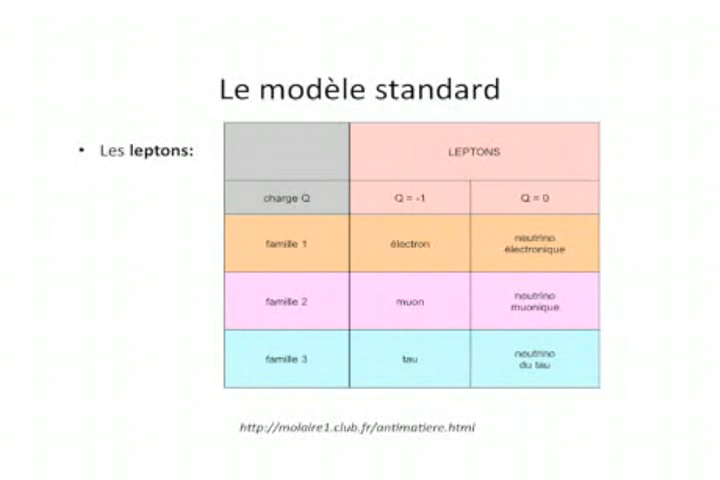 Le modèle standard
• Les leptons:
LEPTONS
charge Q
Q = -1
Q = 0
famille 1
électron
neutrino
électronique
famille 2
muon
neutrino
muonique
famille 3
tau
neutrino
du tau
http://molaire1.club.fr/antimatiere.html